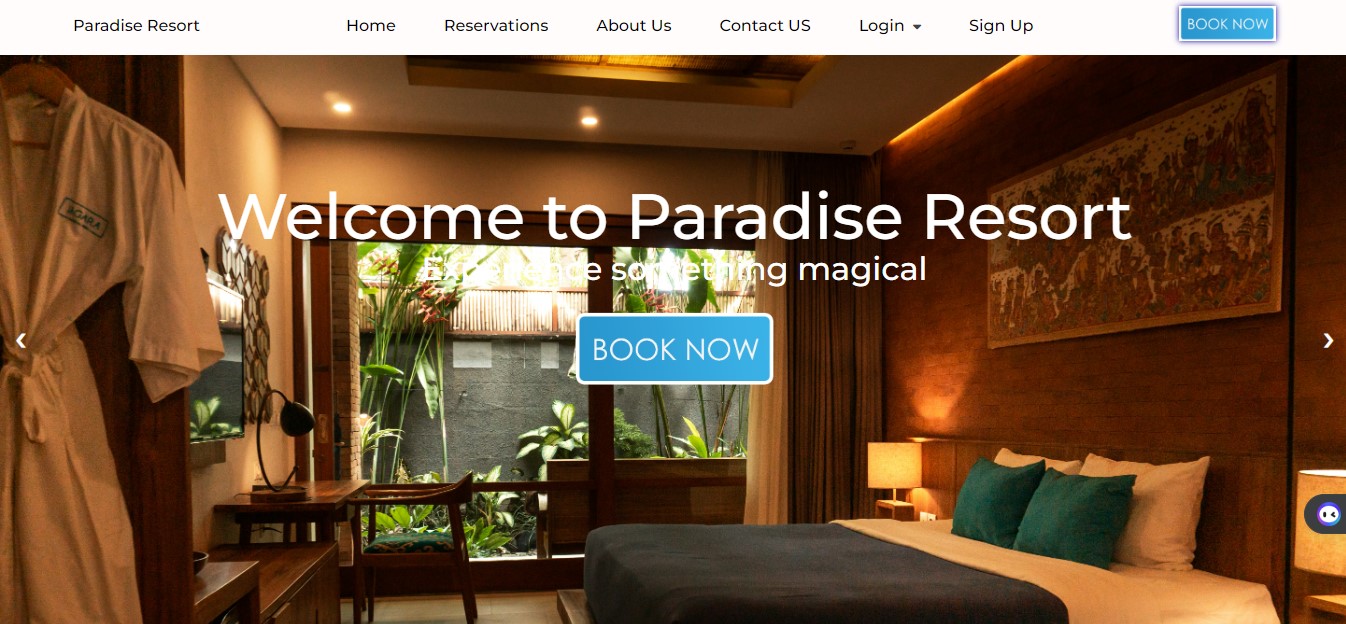 Paradise Resort Home Reservations About Us Contact US Login Sign Up BOOK NOW
Welcome to Paradise Resort
Experience something magical
BOOK NOW